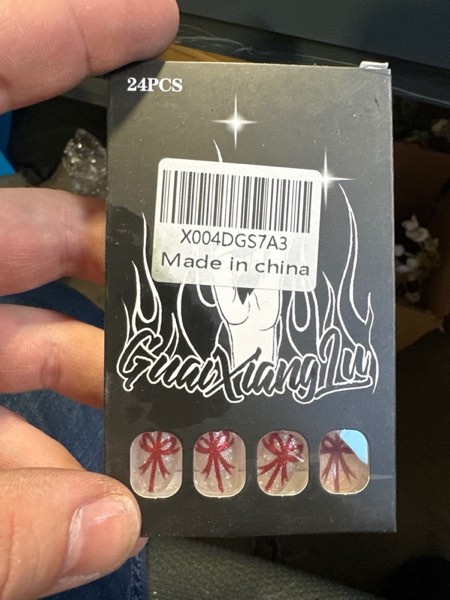 24PCS
X004DGS7A3
Made in china
GuaiXiangLu